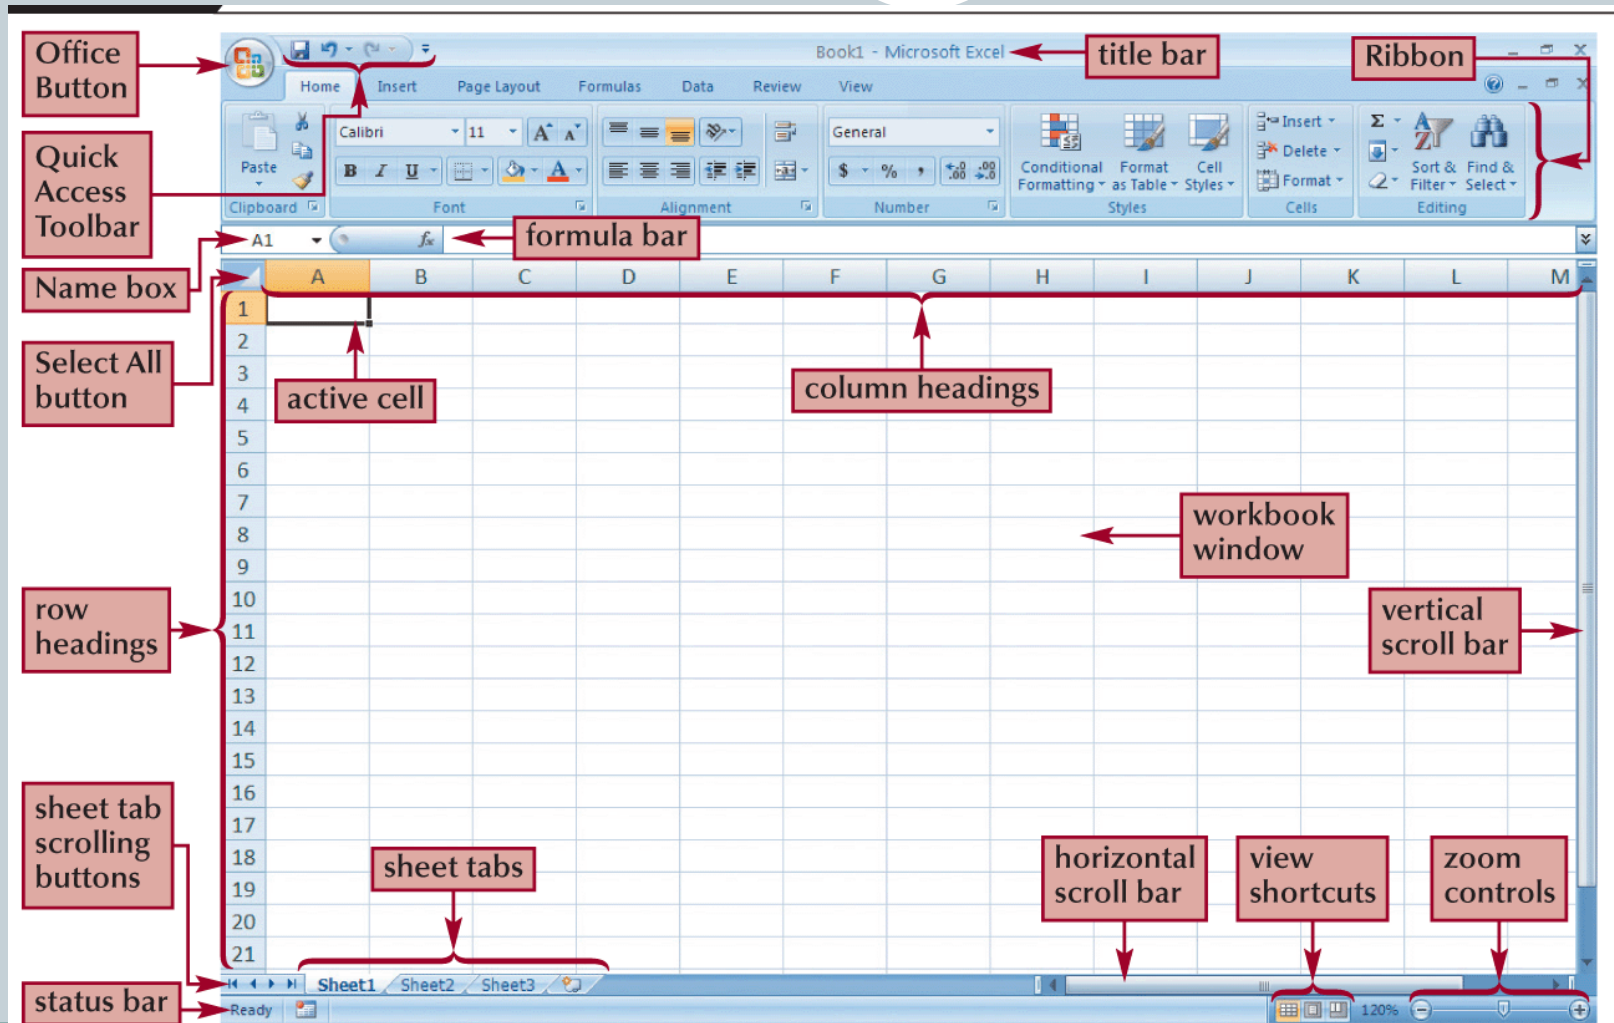 Office
Button
Quick
Access
Toolbar
Name box
Select All
button
row
headings
sheet tab
scrolling
buttons
status bar
Book1 - Microsoft Excel
title bar
Ribbon
Home Insert Page Layout Formulas Data Review View
Paste
Clipboard
Calibri 11
B I U A
Font
Alignment
General
$ % ,
Number
Conditional
Formatting
Format
as Table
Cell
Styles
Styles
Insert
Delete
Format
Cells
Σ
Sort &
Filter
Find &
Select
Editing
A1
fx
formula bar
A B C D E F G H I J K L M
1
2
3
4
5
6
7
8
9
10
11
12
13
14
15
16
17
18
19
20
21
active cell
column headings
workbook
window
vertical
scroll bar
sheet tabs
horizontal
scroll bar
view
shortcuts
zoom
controls
Sheet1 Sheet2 Sheet3
Ready
120%